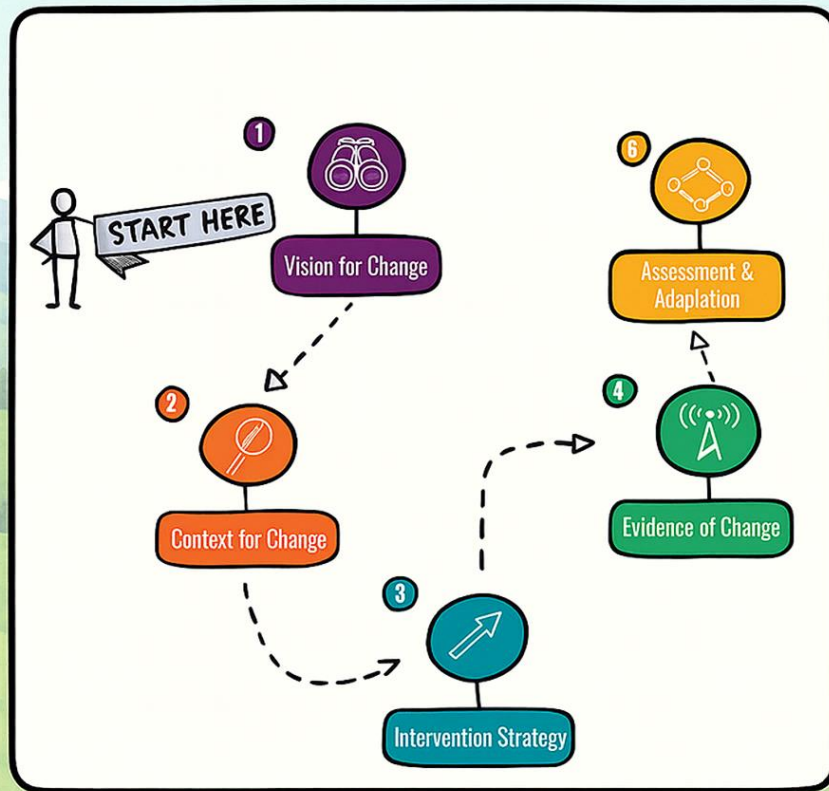 1
START HERE
Vision for Change
2
Context for Change
3
Intervention Strategy
4
Evidence of Change
6
Assessment &
Adaplation